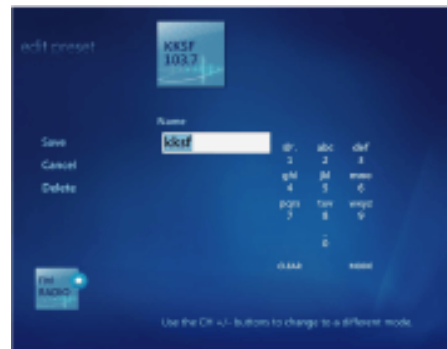 edit preset
KKSF
103.7
Name
kksf
Save
Cancel
Delete
abc def
1 2 3
ghi jkl mno
4 5 6
pqrs tuv wxyz
7 8 9
0
CLEAR MODE
FM
RADIO
Use the CH +/- buttons to change to a different mode.